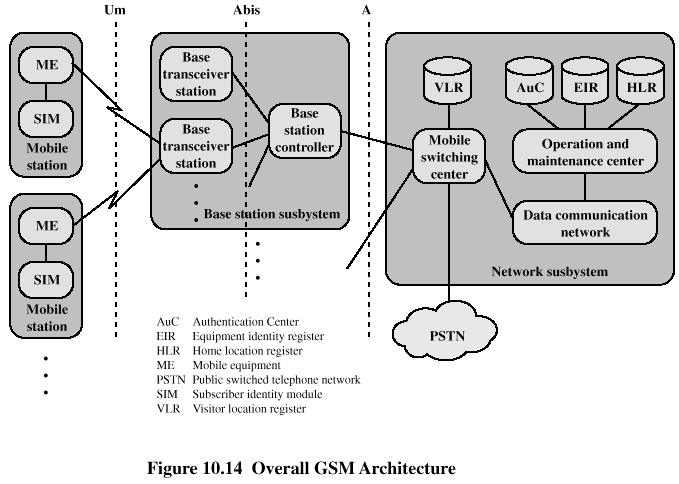 Um Abis A
ME
SIM
Mobile
station
ME
SIM
Mobile
station
Base
transceiver
station
Base
transceiver
station
Base
station
controller
Base station susbystem
VLR
AuC
EIR
HLR
Mobile
switching
center
Operation and
maintenance center
Data communication
network
Network susbystem
PSTN
AuC Authentication Center
EIR Equipment identity register
HLR Home location register
ME Mobile equipment
PSTN Public switched telephone network
SIM Subscriber identity module
VLR Visitor location register
Figure 10.14 Overall GSM Architecture